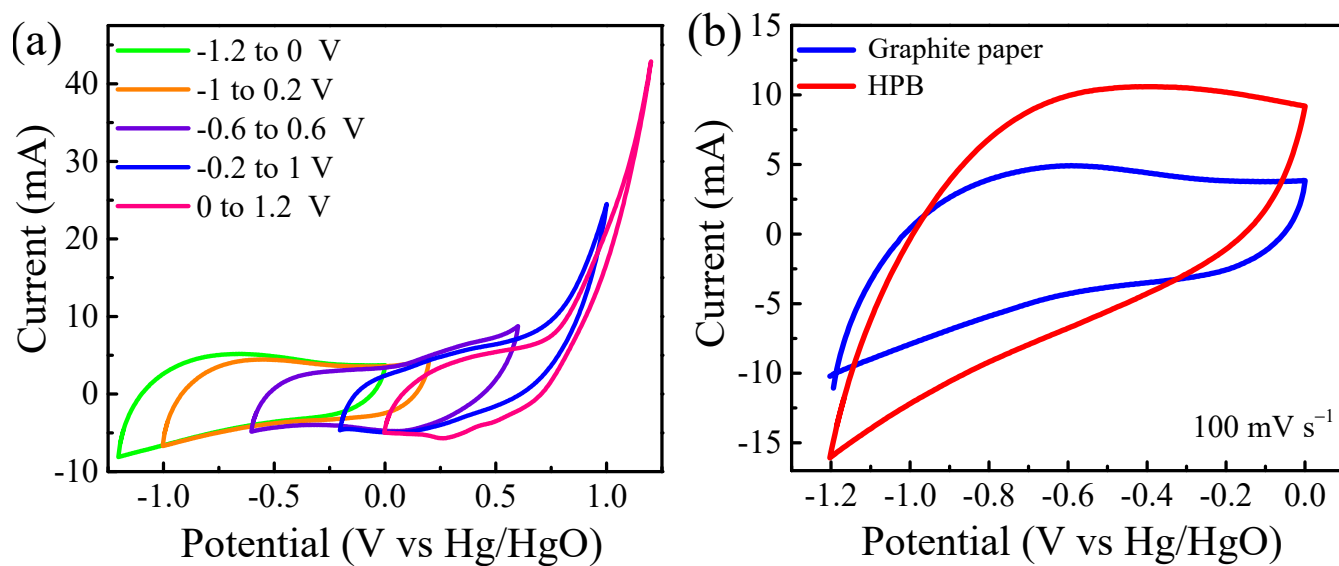 (a)
-1.2 to 0 V
-1 to 0.2 V
-0.6 to 0.6 V
-0.2 to 1 V
0 to 1.2 V
Current (mA)
40
30
20
10
0
-10
-1.0
-0.5
0.0
0.5
1.0
Potential (V vs Hg/HgO)
(b)
Graphite paper
HPB
Current (mA)
15
10
5
0
-5
-10
-15
100 mV s⁻¹
-1.2
-1.0
-0.8
-0.6
-0.4
-0.2
0.0
Potential (V vs Hg/HgO)